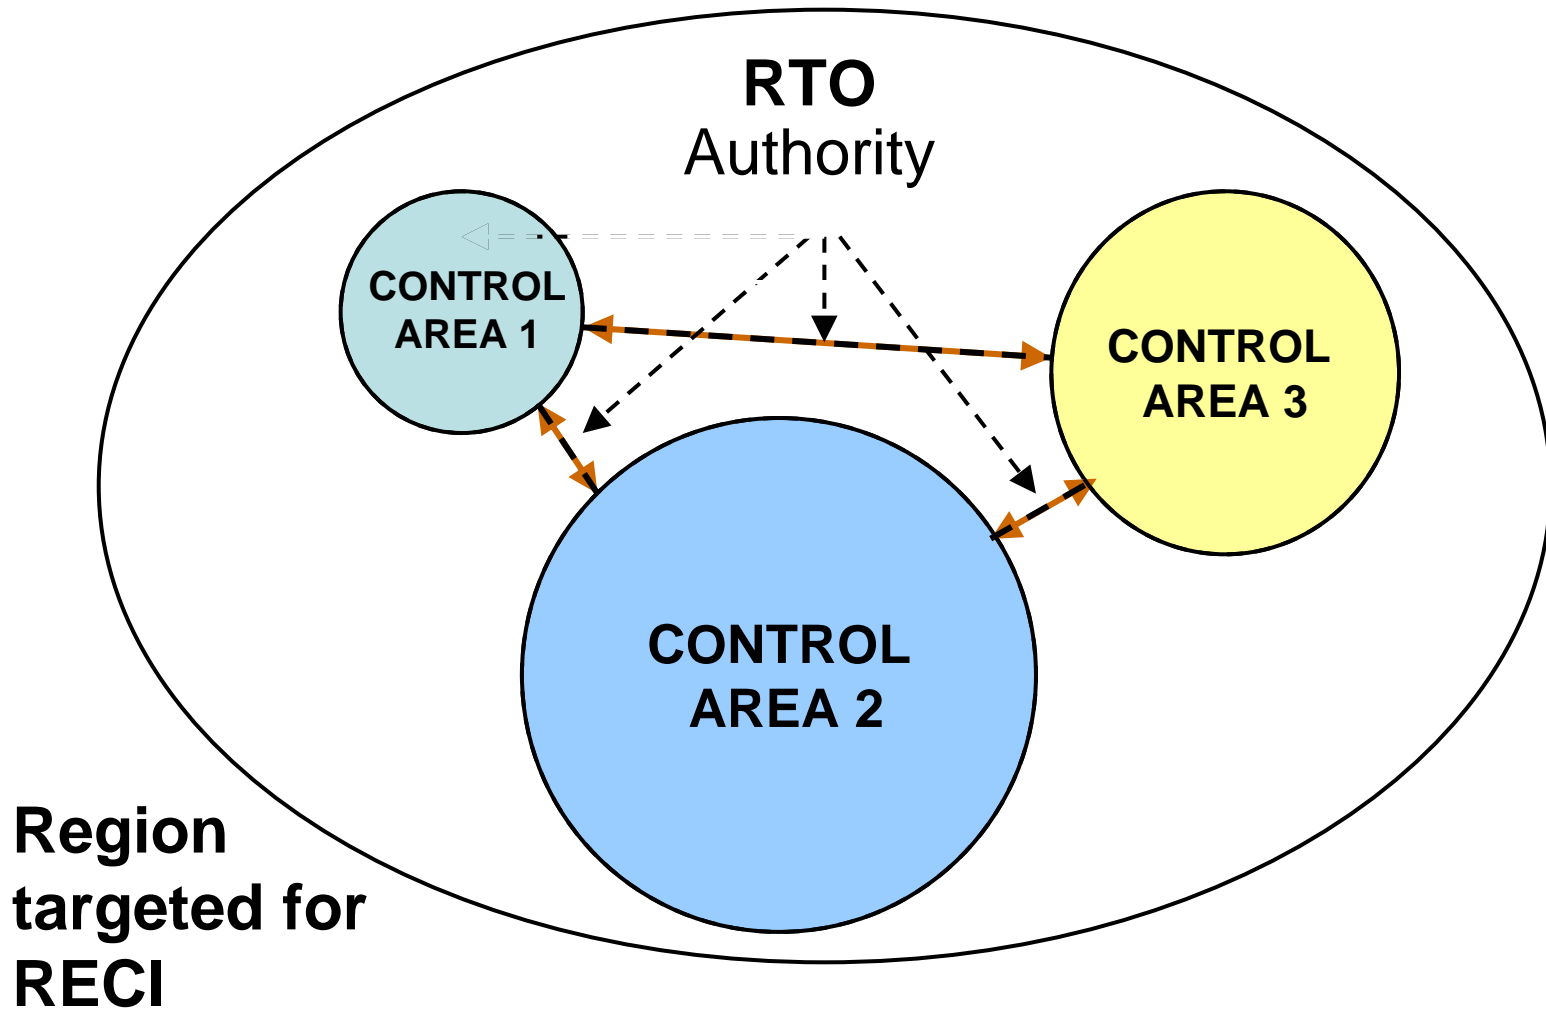 RTO
Authority
CONTROL
AREA 1
CONTROL
AREA 3
CONTROL
AREA 2
Region
targeted for
RECI